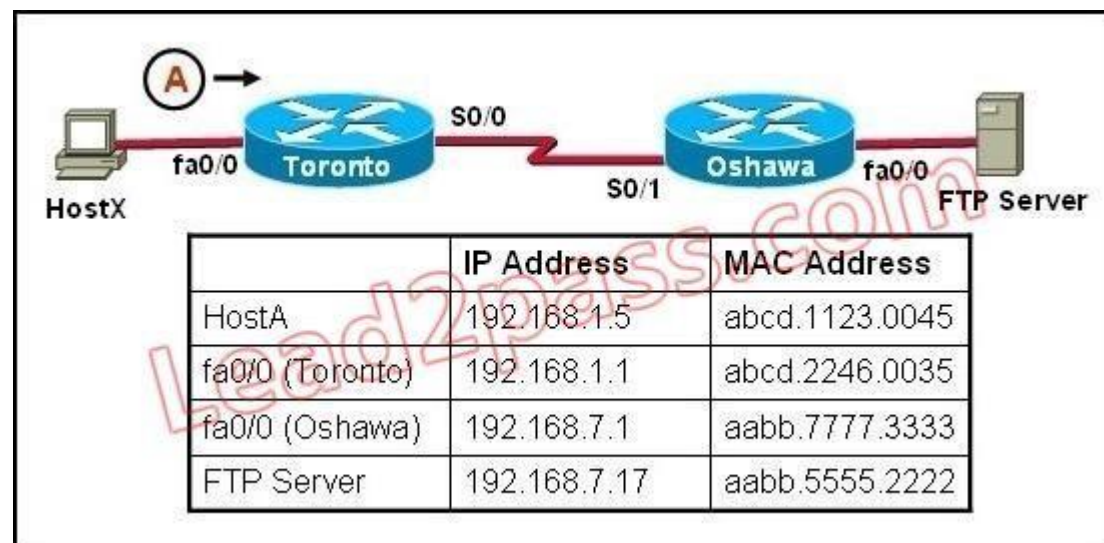 A
S0/0
fa0/0
Toronto
Oshawa
fa0/0
S0/1
HostX
FTP Server
IP Address MAC Address
HostA 192.168.1.5 abcd.1123.0045
fa0/0 (Toronto) 192.168.1.1 abcd.2246.0035
fa0/0 (Oshawa) 192.168.7.1 aabb.7777.3333
FTP Server 192.168.7.17 aabb.5555.2222
Lead2pass.com